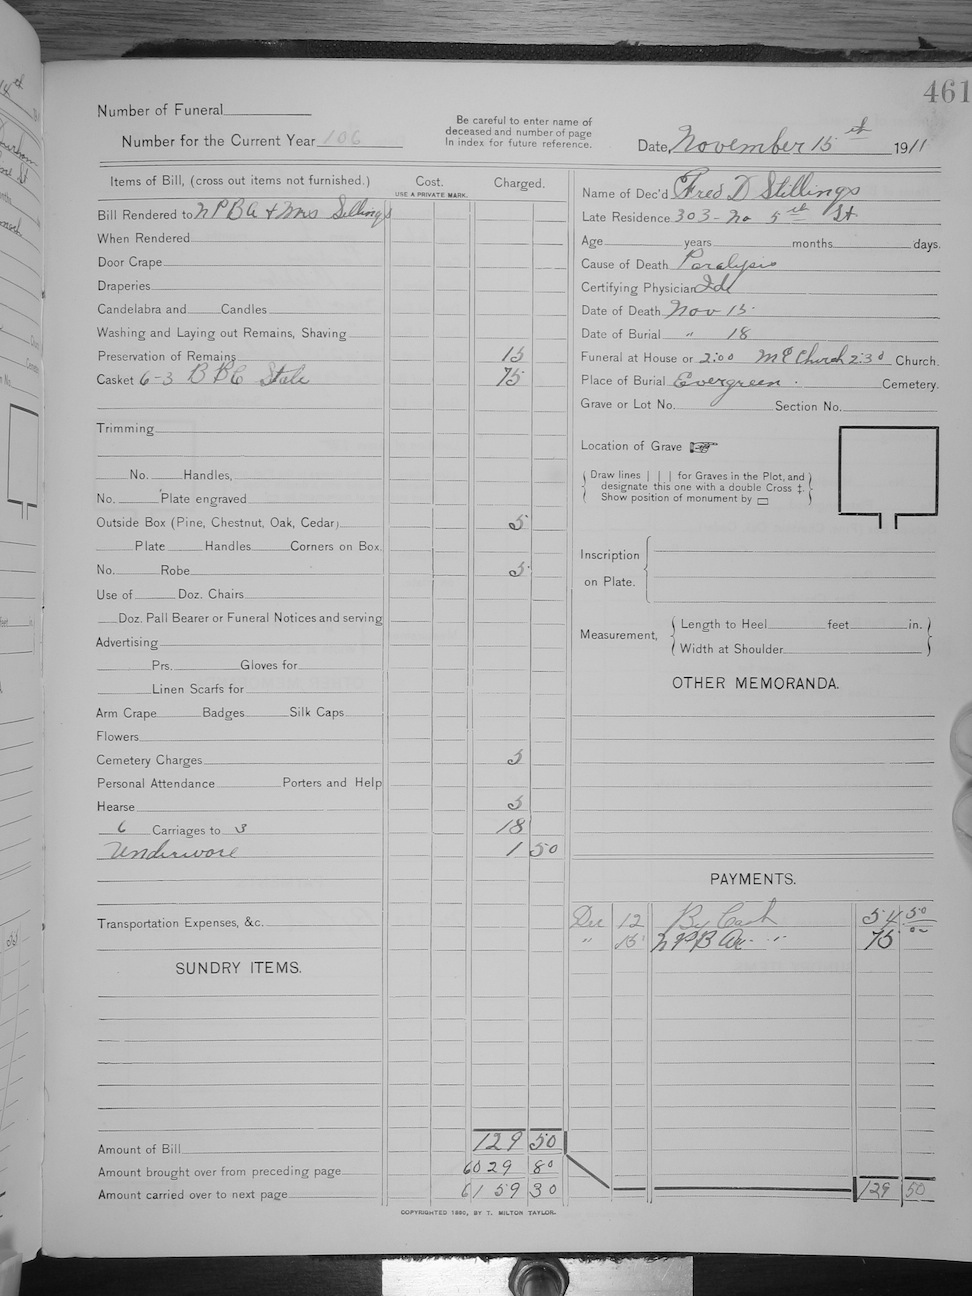 461
Number of Funeral
Number for the Current Year 106
Be careful to enter name of
deceased and number of page
In index for future reference.
Date, November 15th 1911
Items of Bill, (cross out items not furnished.)
Cost.
USE A PRIVATE MARK.
Charged.
Bill Rendered to N P B A & Mrs Stillings
When Rendered
Door Crape
Draperies
Candelabra and Candles
Washing and Laying out Remains, Shaving
Preservation of Remains 15
Casket 6-3 B B C State 75
Trimming
No. Handles,
No. Plate engraved
Outside Box (Pine, Chestnut, Oak, Cedar) 5
Plate Handles Corners on Box.
No. Robe 5
Use of Doz. Chairs
Doz. Pall Bearer or Funeral Notices and serving
Advertising
Prs. Gloves for
Linen Scarfs for
Arm Crape Badges Silk Caps
Flowers
Cemetery Charges 5
Personal Attendance Porters and Help
Hearse 5
6 Carriages to 3 18
Underware 1 50
Transportation Expenses, &c.
SUNDRY ITEMS.
Amount of Bill 129 50
Amount brought over from preceding page 6029 80
Amount carried over to next page 6159 30
Name of Dec'd Fred D Stillings
Late Residence 303 - No 5th St
Age years months days.
Cause of Death Paralysis
Certifying Physician Ide
Date of Death Nov 15
Date of Burial " 18
Funeral at House or 2:00 M E Church 2:30 Church.
Place of Burial Evergreen Cemetery.
Grave or Lot No. Section No.
Location of Grave
Draw lines | | | for Graves in the Plot, and
designate this one with a double Cross ‡.
Show position of monument by ▭
Inscription
on Plate.
Measurement,
Length to Heel feet in.
Width at Shoulder
OTHER MEMORANDA.
PAYMENTS.
Dec 12 By Cash 54 50
" 15 N P B A " 75 00
129 50
COPYRIGHTED 1890, BY T. MILTON TAYLOR.